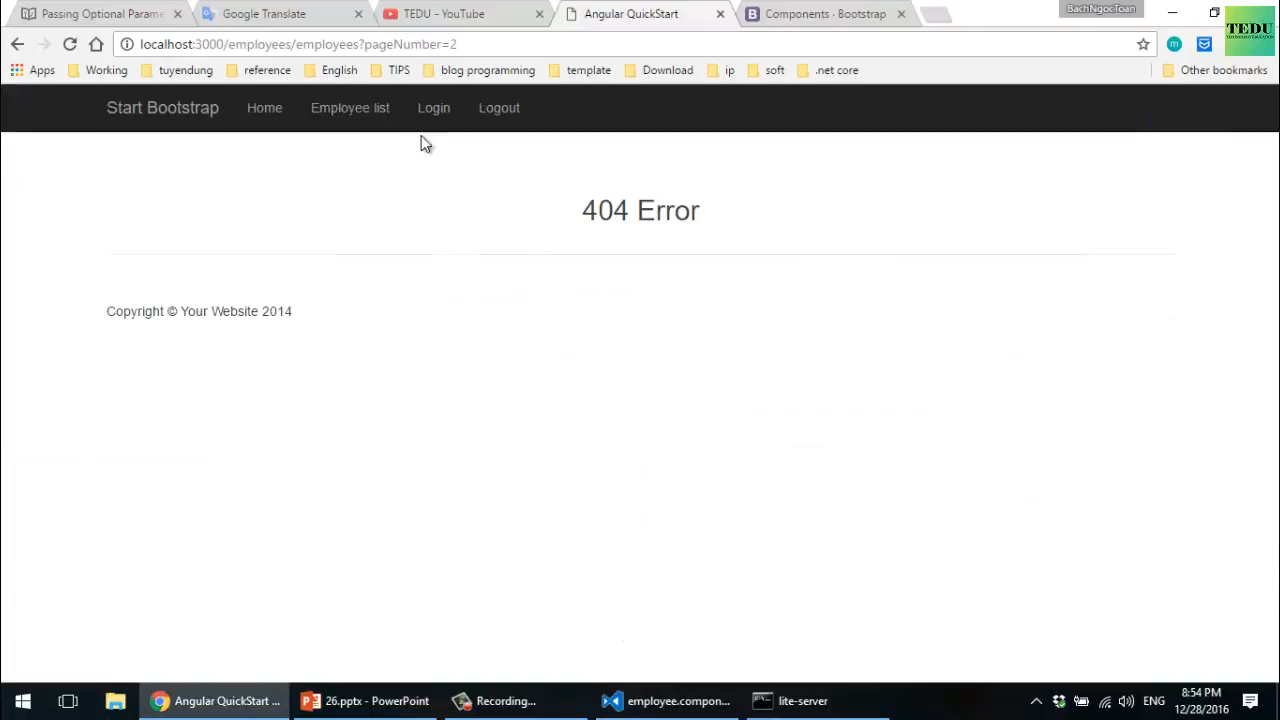 Passing Optional Parame
Google Translate
TEDU - YouTube
Angular QuickStart
Components · Bootstrap
BachNgocToan
TEDU
localhost:3000/employees/employees?pageNumber=2
m
Apps
Working
tuyendung
reference
English
TIPS
blog programming
template
Download
ip
soft
.net core
Other bookmarks
Start Bootstrap
Home
Employee list
Login
Logout
404 Error
Copyright © Your Website 2014
Angular QuickStart ...
26.pptx - PowerPoint
Recording...
employee.compon...
lite-server
ENG
8:54 PM
12/28/2016